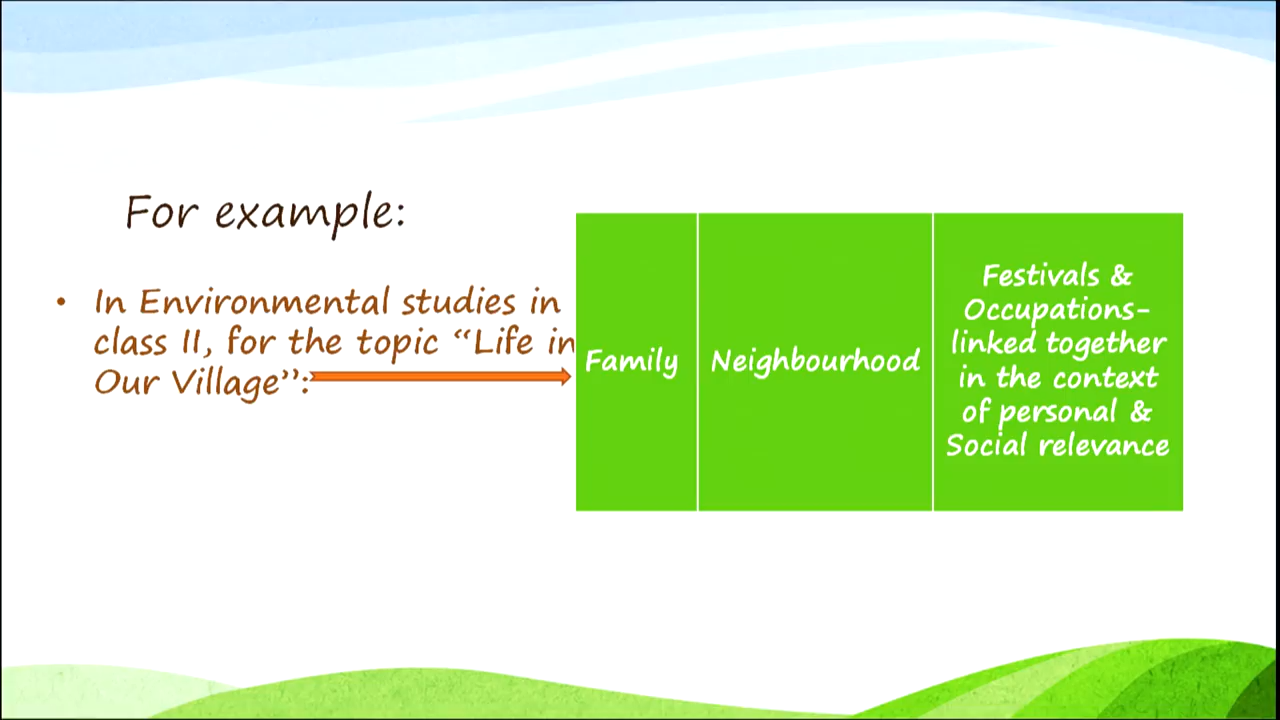 For example:
• In Environmental studies in
class II, for the topic “Life in
Our Village”:
Family
Neighbourhood
Festivals &
Occupations-
linked together
in the context
of personal &
Social relevance